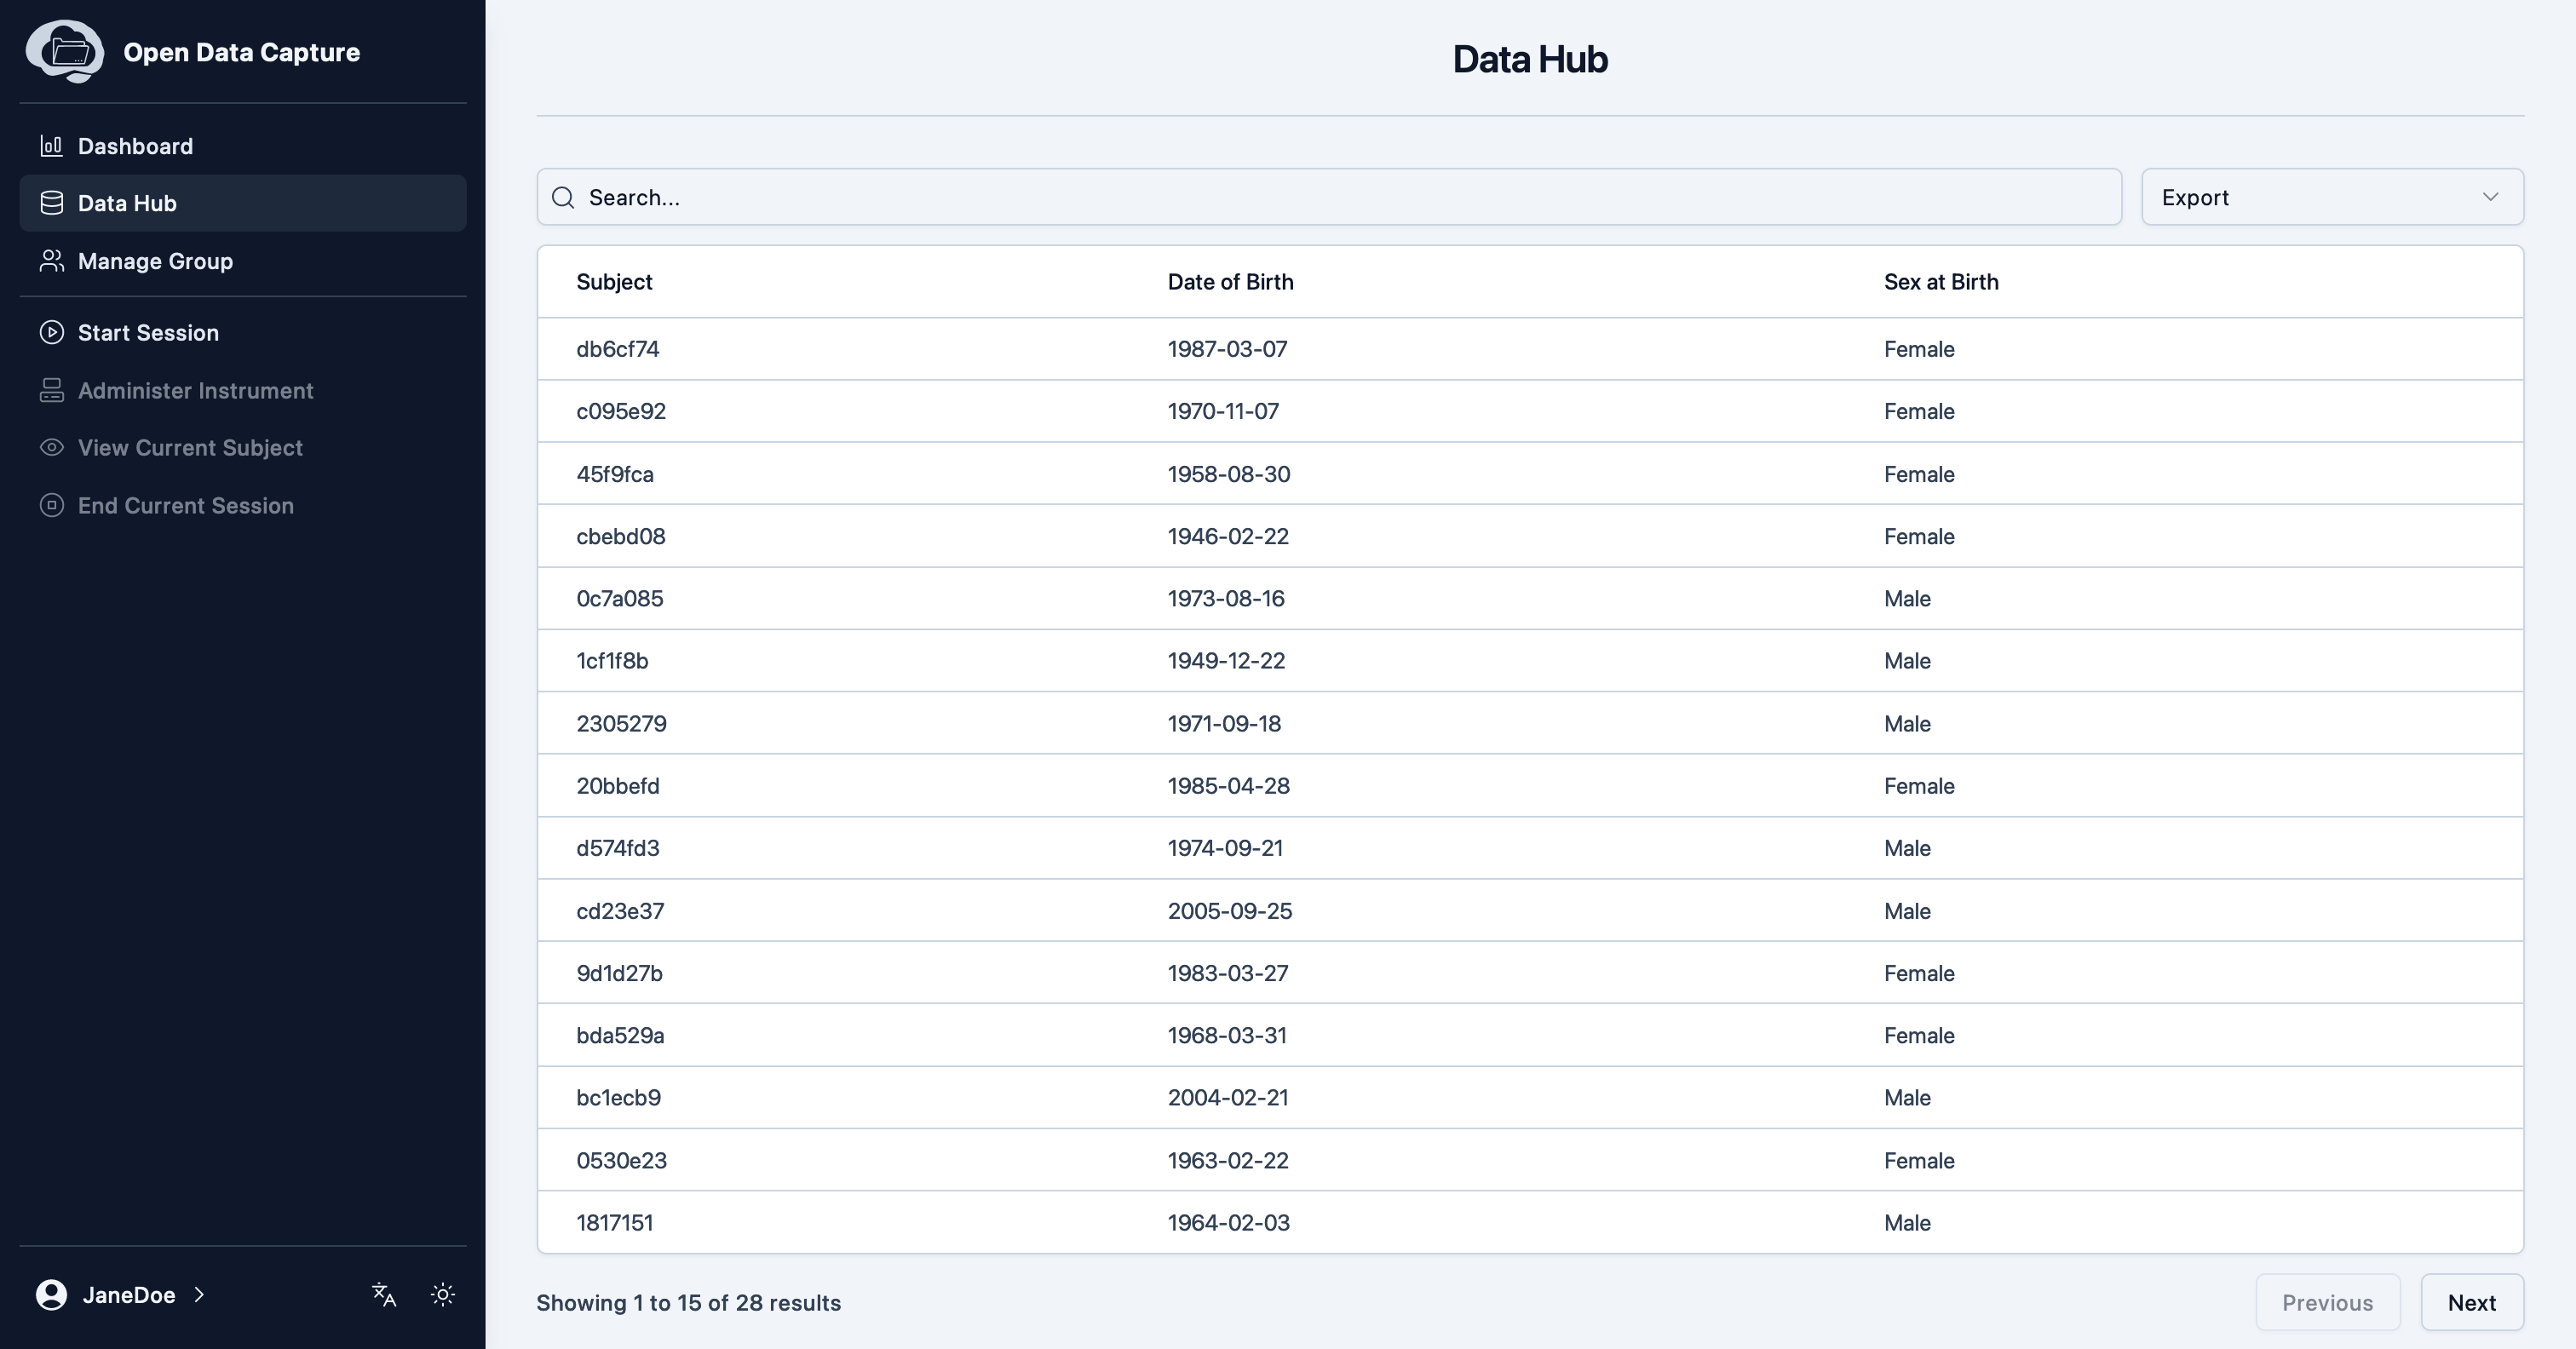 Open Data Capture
Dashboard
Data Hub
Manage Group
Start Session
Administer Instrument
View Current Subject
End Current Session
JaneDoe
Data Hub
Search...
Export
Subject Date of Birth Sex at Birth
db6cf74 1987-03-07 Female
c095e92 1970-11-07 Female
45f9fca 1958-08-30 Female
cbebd08 1946-02-22 Female
0c7a085 1973-08-16 Male
1cf1f8b 1949-12-22 Male
2305279 1971-09-18 Male
20bbefd 1985-04-28 Female
d574fd3 1974-09-21 Male
cd23e37 2005-09-25 Male
9d1d27b 1983-03-27 Female
bda529a 1968-03-31 Female
bc1ecb9 2004-02-21 Male
0530e23 1963-02-22 Female
1817151 1964-02-03 Male
Showing 1 to 15 of 28 results
Previous
Next